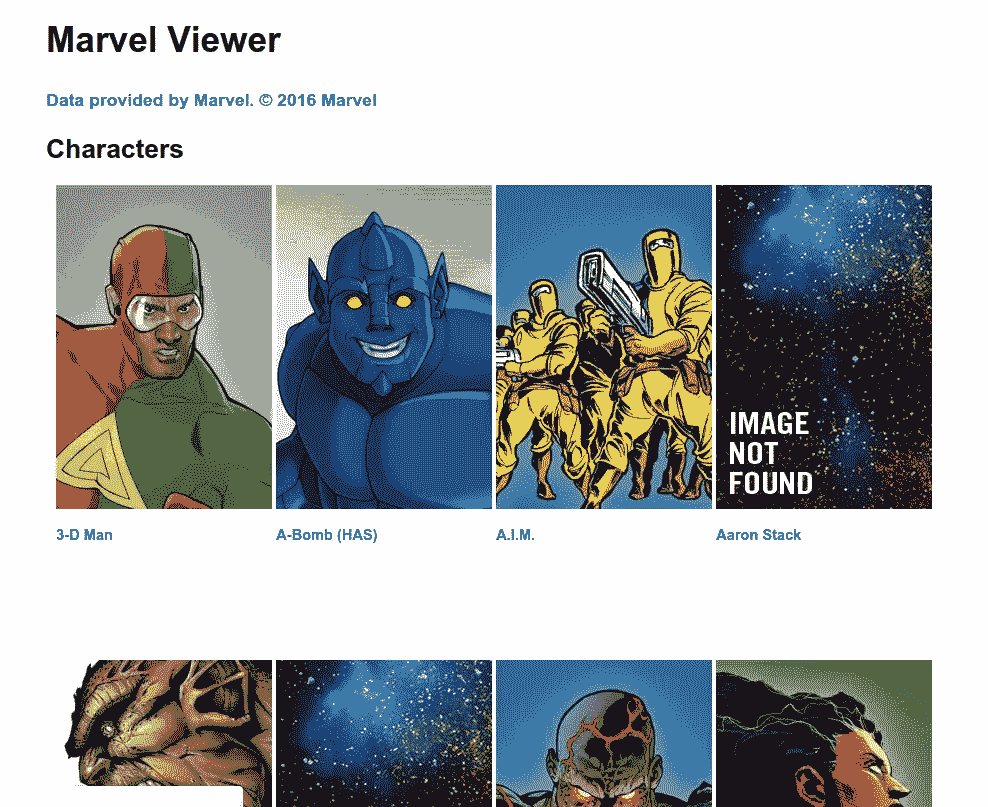 Marvel Viewer
Data provided by Marvel. © 2016 Marvel
Characters
IMAGE
NOT
FOUND
3-D Man
A-Bomb (HAS)
A.I.M.
Aaron Stack